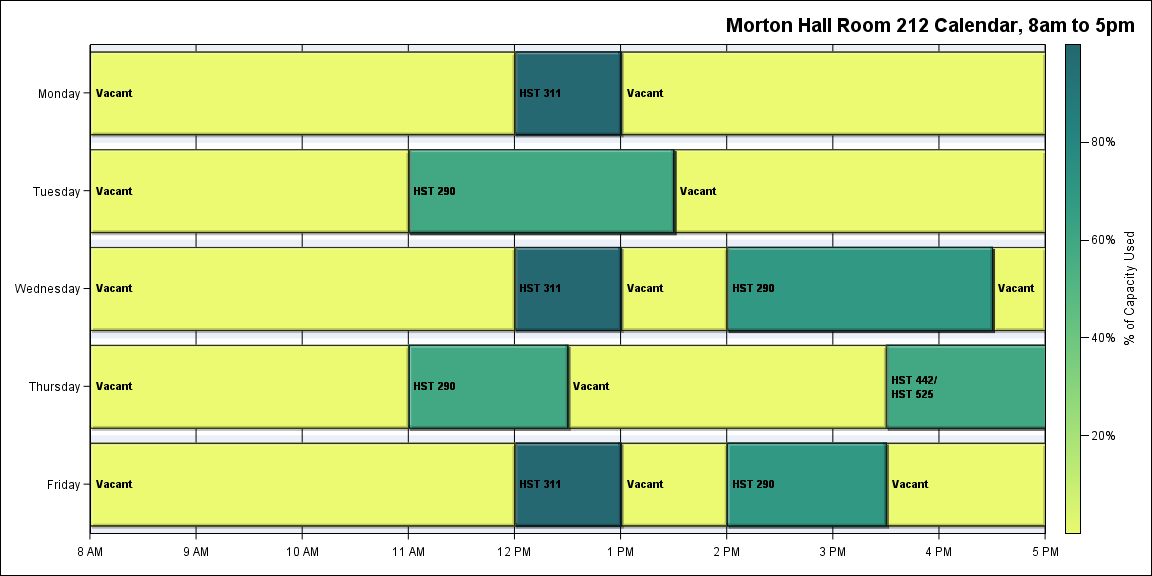 Morton Hall Room 212 Calendar, 8am to 5pm
Monday
Vacant
HST 311
Vacant
Tuesday
Vacant
HST 290
Vacant
Wednesday
Vacant
HST 311
Vacant
HST 290
Vacant
Thursday
Vacant
HST 290
Vacant
HST 442/
HST 525
Friday
Vacant
HST 311
Vacant
HST 290
Vacant
8 AM
9 AM
10 AM
11 AM
12 PM
1 PM
2 PM
3 PM
4 PM
5 PM
80%
60%
40%
20%
% of Capacity Used